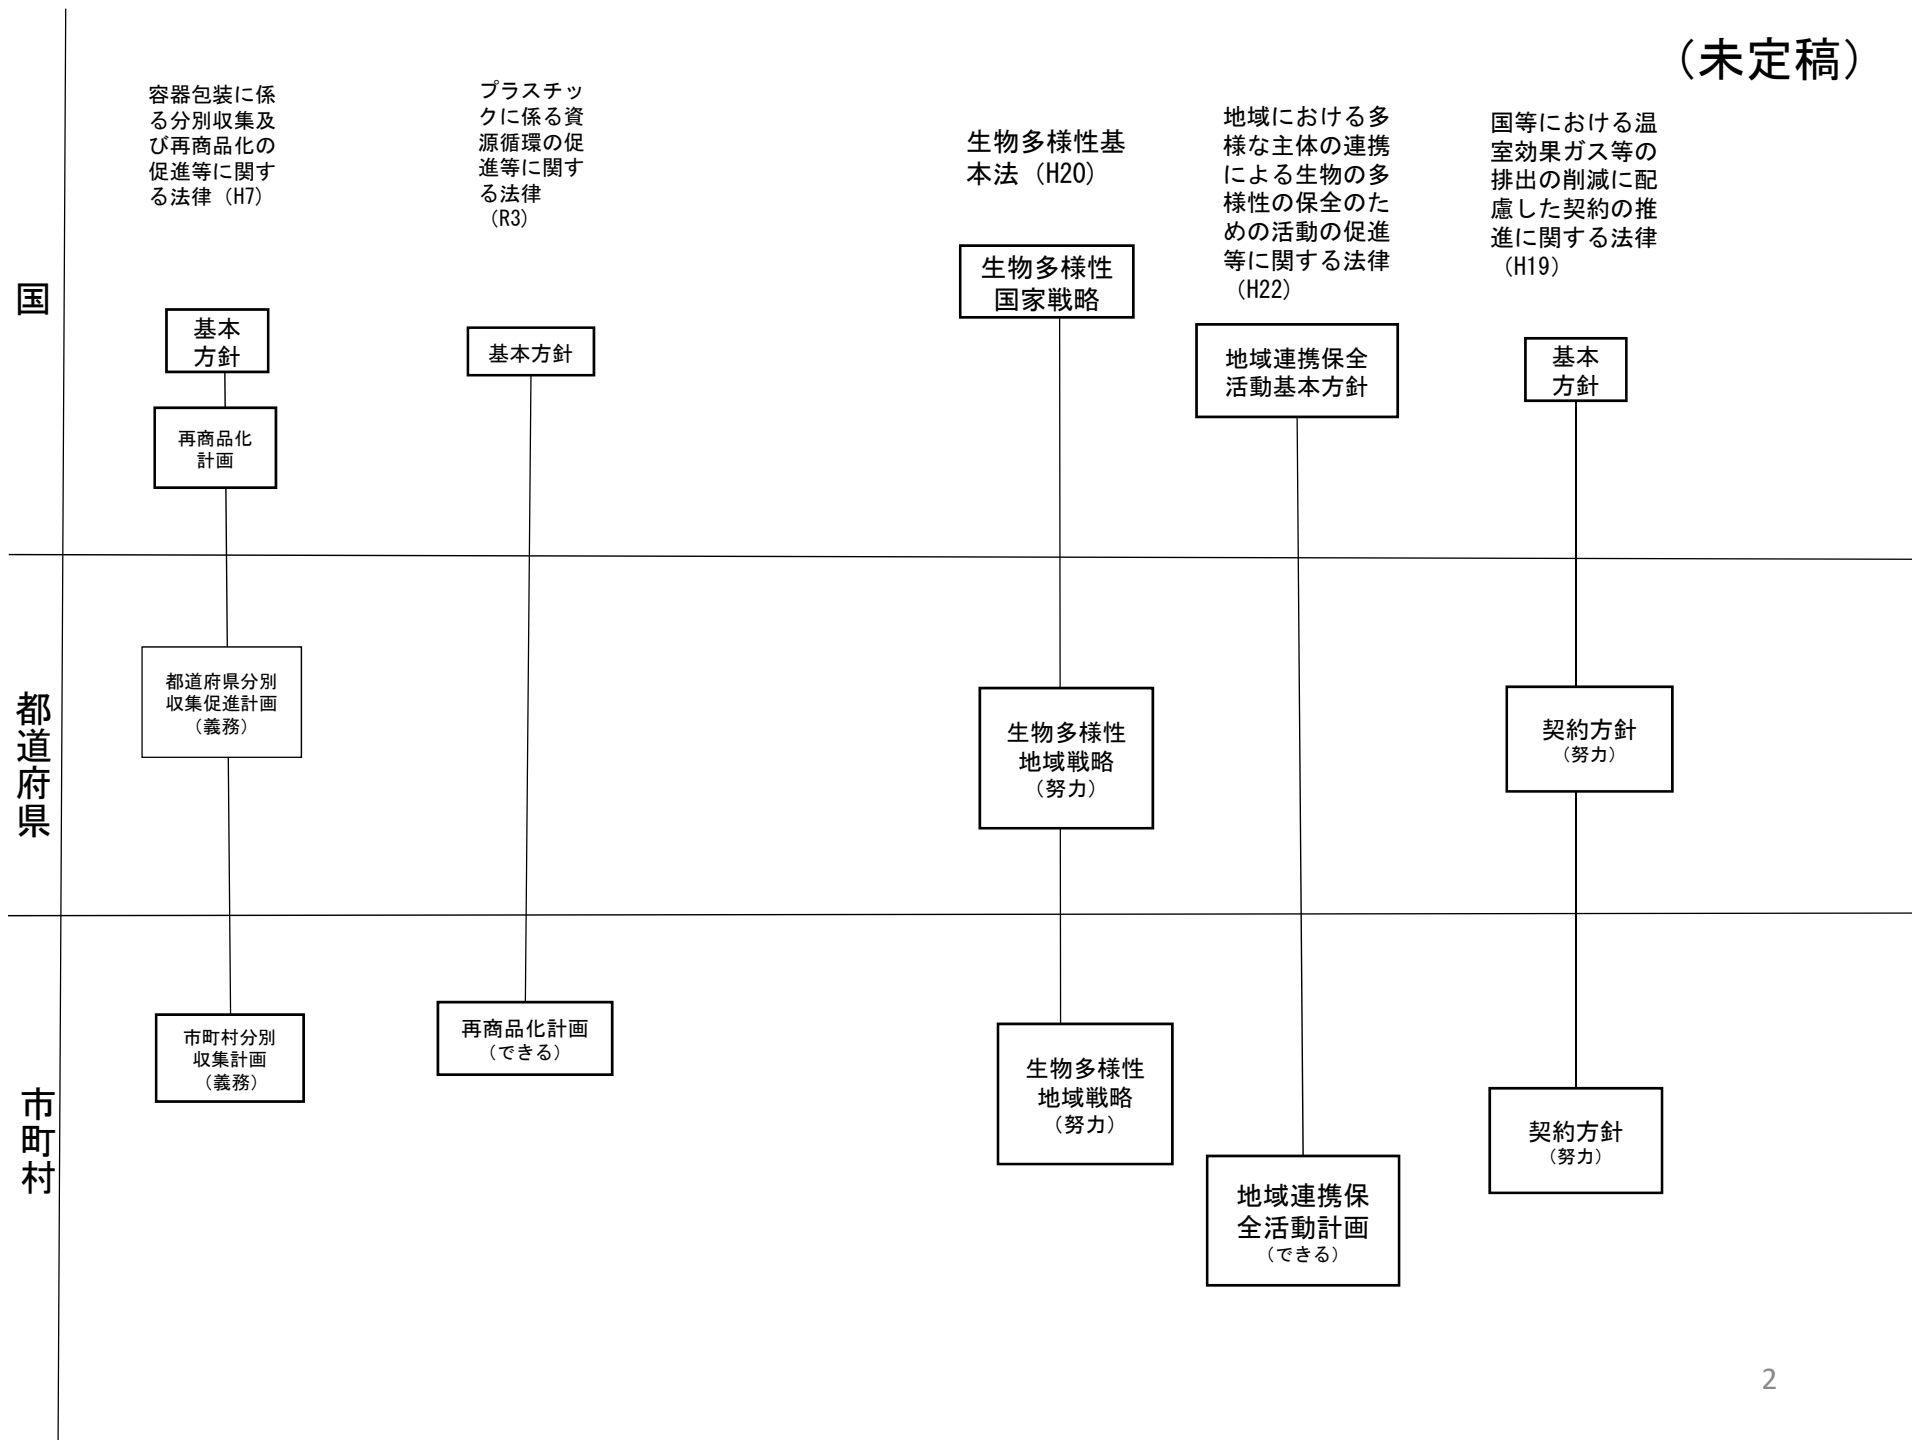 （未定稿）
国
容器包装に係
る分別収集及
び再商品化の
促進等に関す
る法律（H7）
プラスチッ
クに係る資
源循環の促
進等に関す
る法律
（R3）
生物多様性基
本法（H20）
地域における多
様な主体の連携
による生物の多
様性の保全のた
めの活動の促進
等に関する法律
（H22）
国等における温
室効果ガス等の
排出の削減に配
慮した契約の推
進に関する法律
（H19）
基本
方針
再商品化
計画
基本方針
生物多様性
国家戦略
地域連携保全
活動基本方針
基本
方針
都道府県
都道府県分別
収集促進計画
（義務）
生物多様性
地域戦略
（努力）
契約方針
（努力）
市町村
市町村分別
収集計画
（義務）
再商品化計画
（できる）
生物多様性
地域戦略
（努力）
地域連携保
全活動計画
（できる）
契約方針
（努力）
2